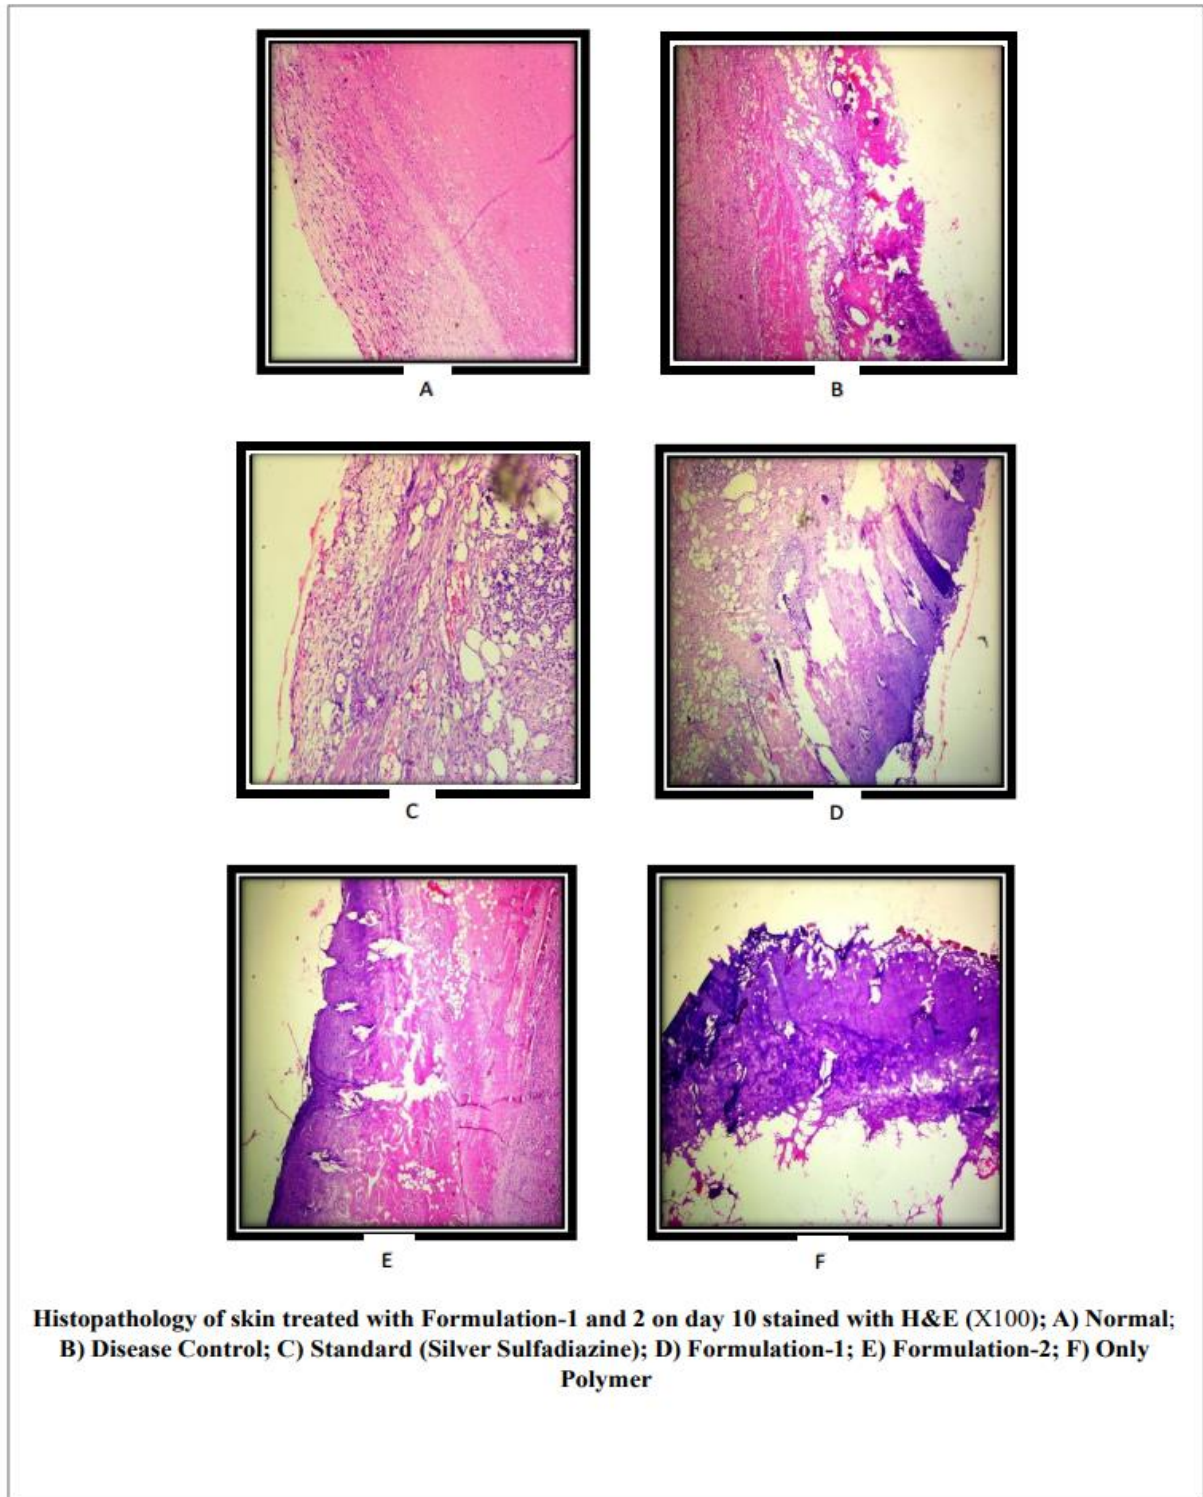 A
B
C
D
E
F
Histopathology of skin treated with Formulation-1 and 2 on day 10 stained with H&E (X100); A) Normal;
B) Disease Control; C) Standard (Silver Sulfadiazine); D) Formulation-1; E) Formulation-2; F) Only
Polymer